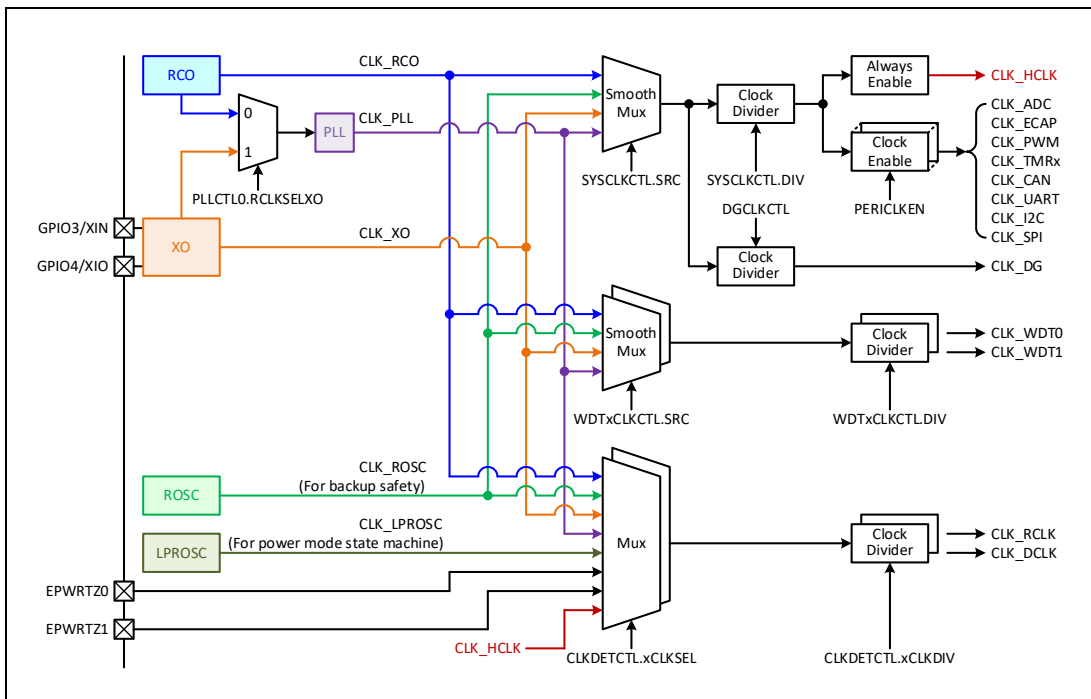 RCO
CLK_RCO
Always
Enable
CLK_HCLK
0
1
CLK_PLL
PLL
PLLCTL0.RCLKSELXO
Smooth
Mux
SYSCLKCTL.SRC
Clock
Divider
SYSCLKCTL.DIV
Clock
Enable
PERICLKEN
CLK_ADC
CLK_ECAP
CLK_PWM
CLK_TMRx
CLK_CAN
CLK_UART
CLK_I2C
CLK_SPI
GPIO3/XIN
GPIO4/XIO
XO
CLK_XO
DGCLKCTL
Clock
Divider
CLK_DG
Smooth
Mux
WDTxCLKCTL.SRC
Clock
Divider
WDTxCLKCTL.DIV
CLK_WDT0
CLK_WDT1
ROSC
CLK_ROSC
(For backup safety)
LPROSC
CLK_LPROSC
(For power mode state machine)
EPWRTZ0
EPWRTZ1
CLK_HCLK
Mux
CLKDETCTL.xCLKSEL
Clock
Divider
CLKDETCTL.xCLKDIV
CLK_RCLK
CLK_DCLK